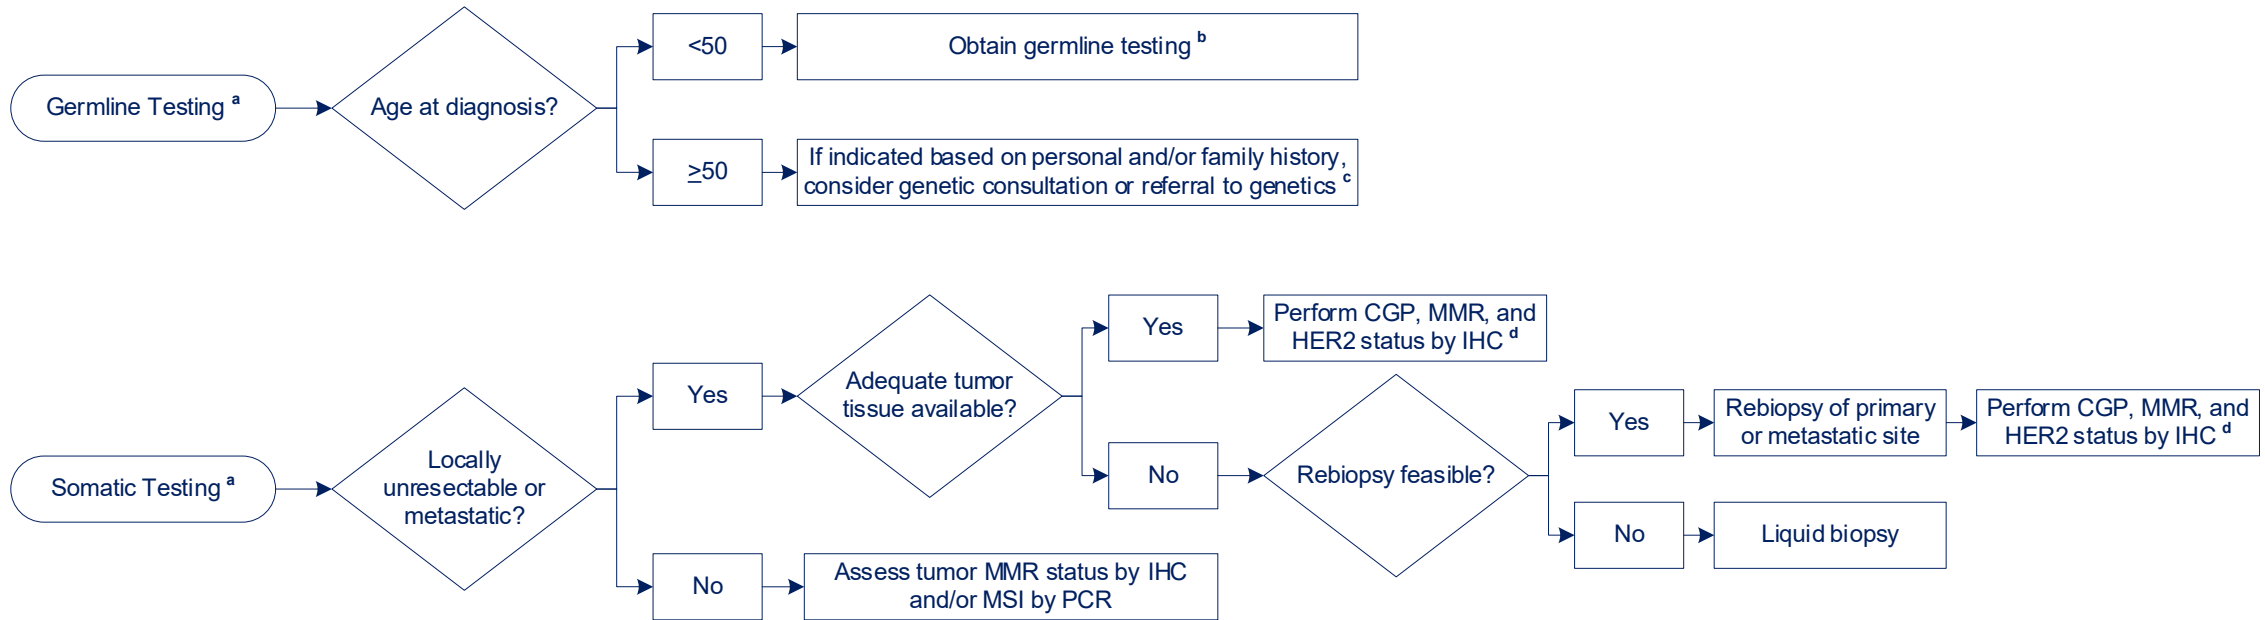 Germline Testing a
Age at diagnosis?
<50
Obtain germline testing b
≥50
If indicated based on personal and/or family history,
consider genetic consultation or referral to genetics c
Somatic Testing a
Locally
unresectable or
metastatic?
Yes
Adequate tumor
tissue available?
Yes
Perform CGP, MMR, and
HER2 status by IHC d
No
Rebiopsy feasible?
Yes
Rebiopsy of primary
or metastatic site
Perform CGP, MMR, and
HER2 status by IHC d
No
Liquid biopsy
No
Assess tumor MMR status by IHC
and/or MSI by PCR